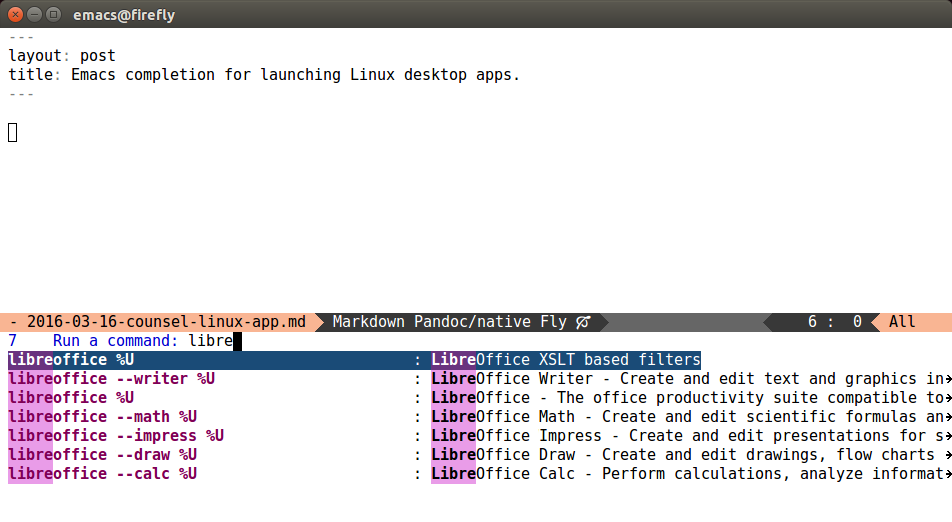 emacs@firefly
---
layout: post
title: Emacs completion for launching Linux desktop apps.
---
- 2016-03-16-counsel-linux-app.md Markdown Pandoc/native Fly 6 : 0 All
7 Run a command: libre
libreoffice %U : LibreOffice XSLT based filters
libreoffice --writer %U : LibreOffice Writer - Create and edit text and graphics in
libreoffice %U : LibreOffice - The office productivity suite compatible to
libreoffice --math %U : LibreOffice Math - Create and edit scientific formulas an
libreoffice --impress %U : LibreOffice Impress - Create and edit presentations for s
libreoffice --draw %U : LibreOffice Draw - Create and edit drawings, flow charts
libreoffice --calc %U : LibreOffice Calc - Perform calculations, analyze informat